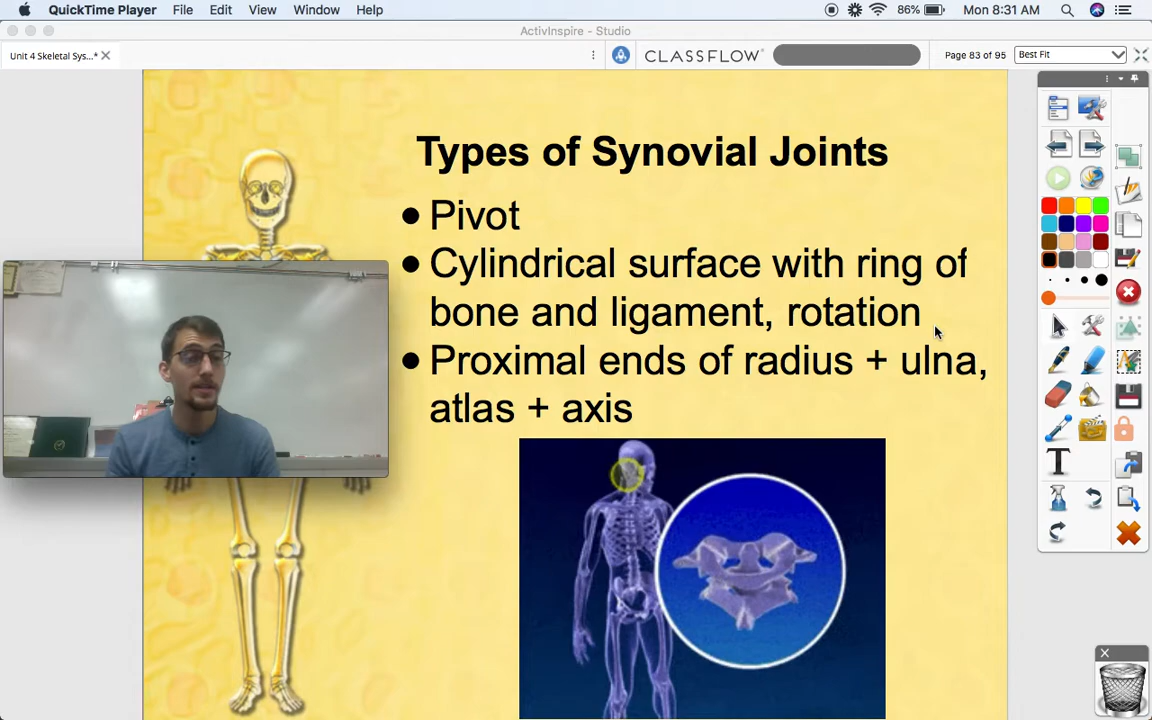 QuickTime Player File Edit View Window Help 86% Mon 8:31 AM
ActivInspire - Studio
Unit 4 Skeletal Sys...* CLASSFLOW Page 83 of 95 Best Fit
Types of Synovial Joints
• Pivot
• Cylindrical surface with ring of
bone and ligament, rotation
• Proximal ends of radius + ulna,
atlas + axis